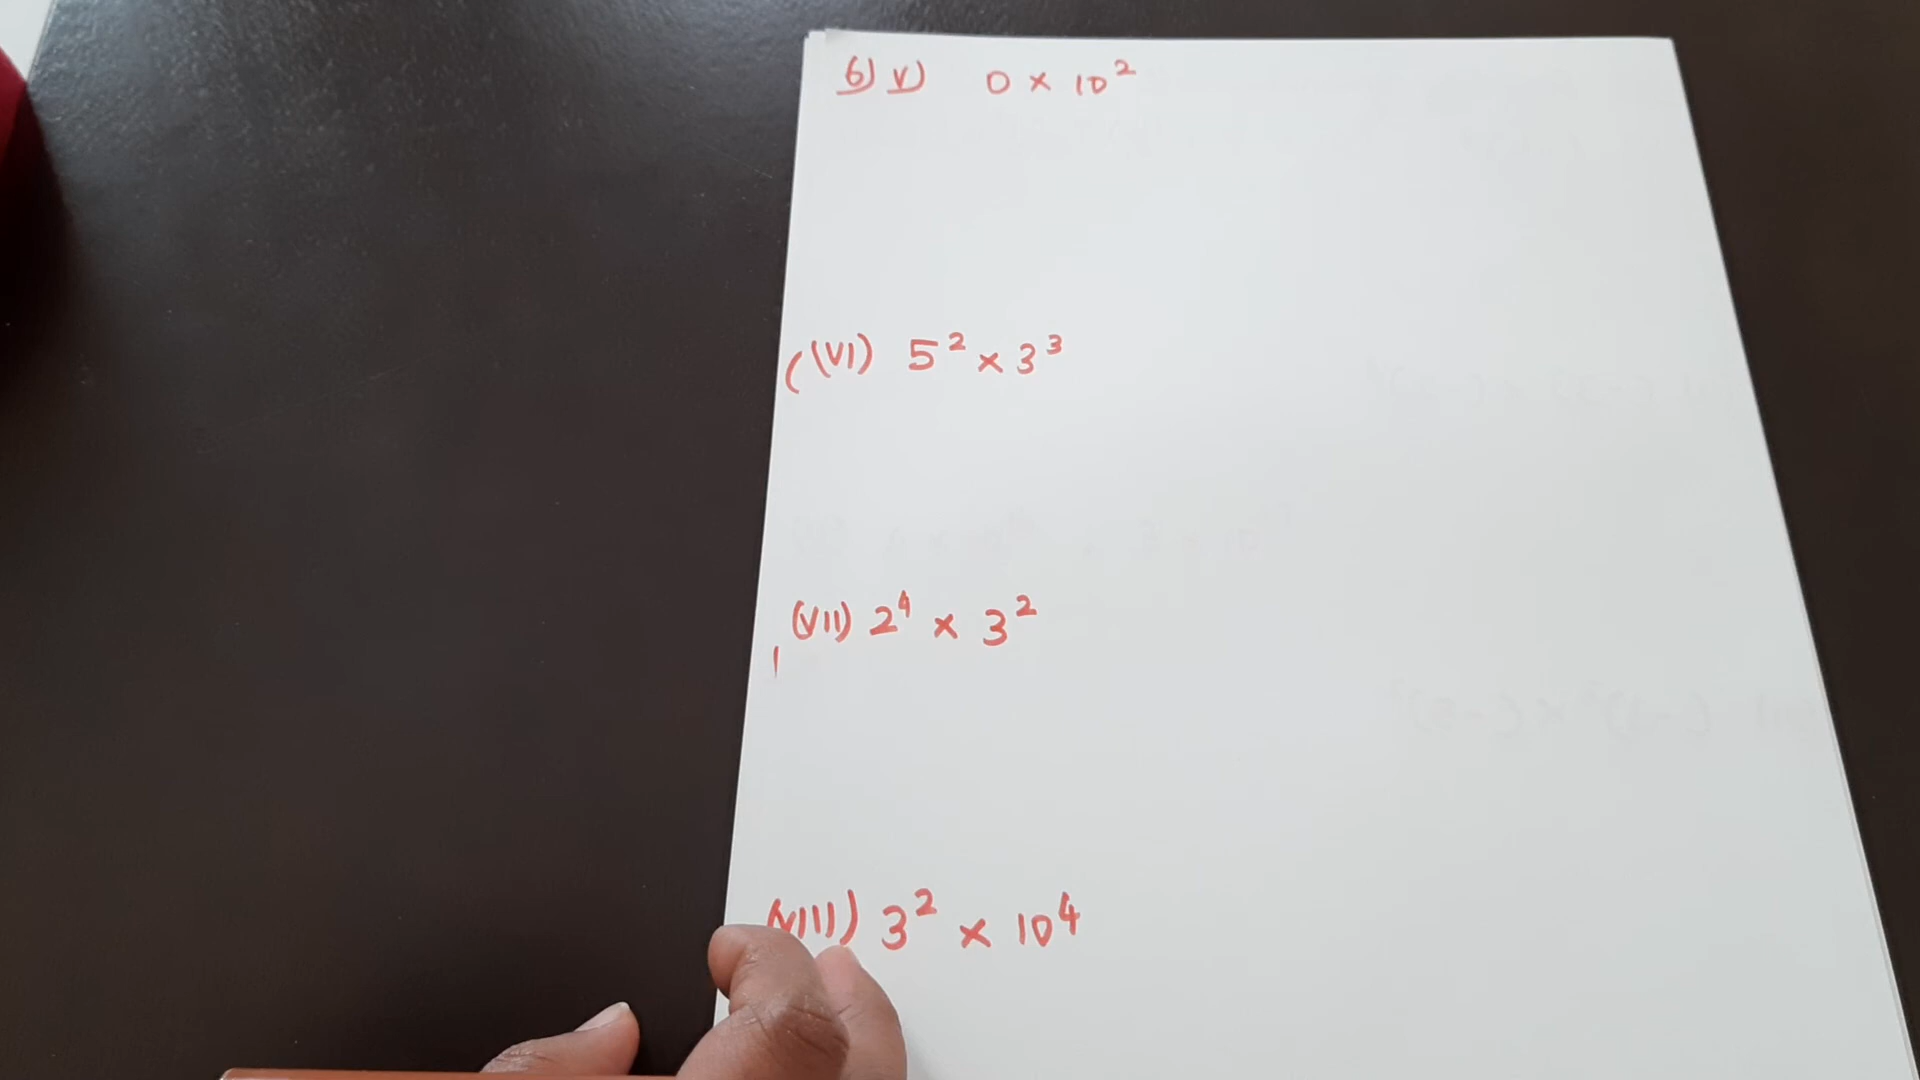 6) v) 0 × 10²
(vi) 5² × 3³
(vii) 2⁴ × 3²
(viii) 3² × 10⁴